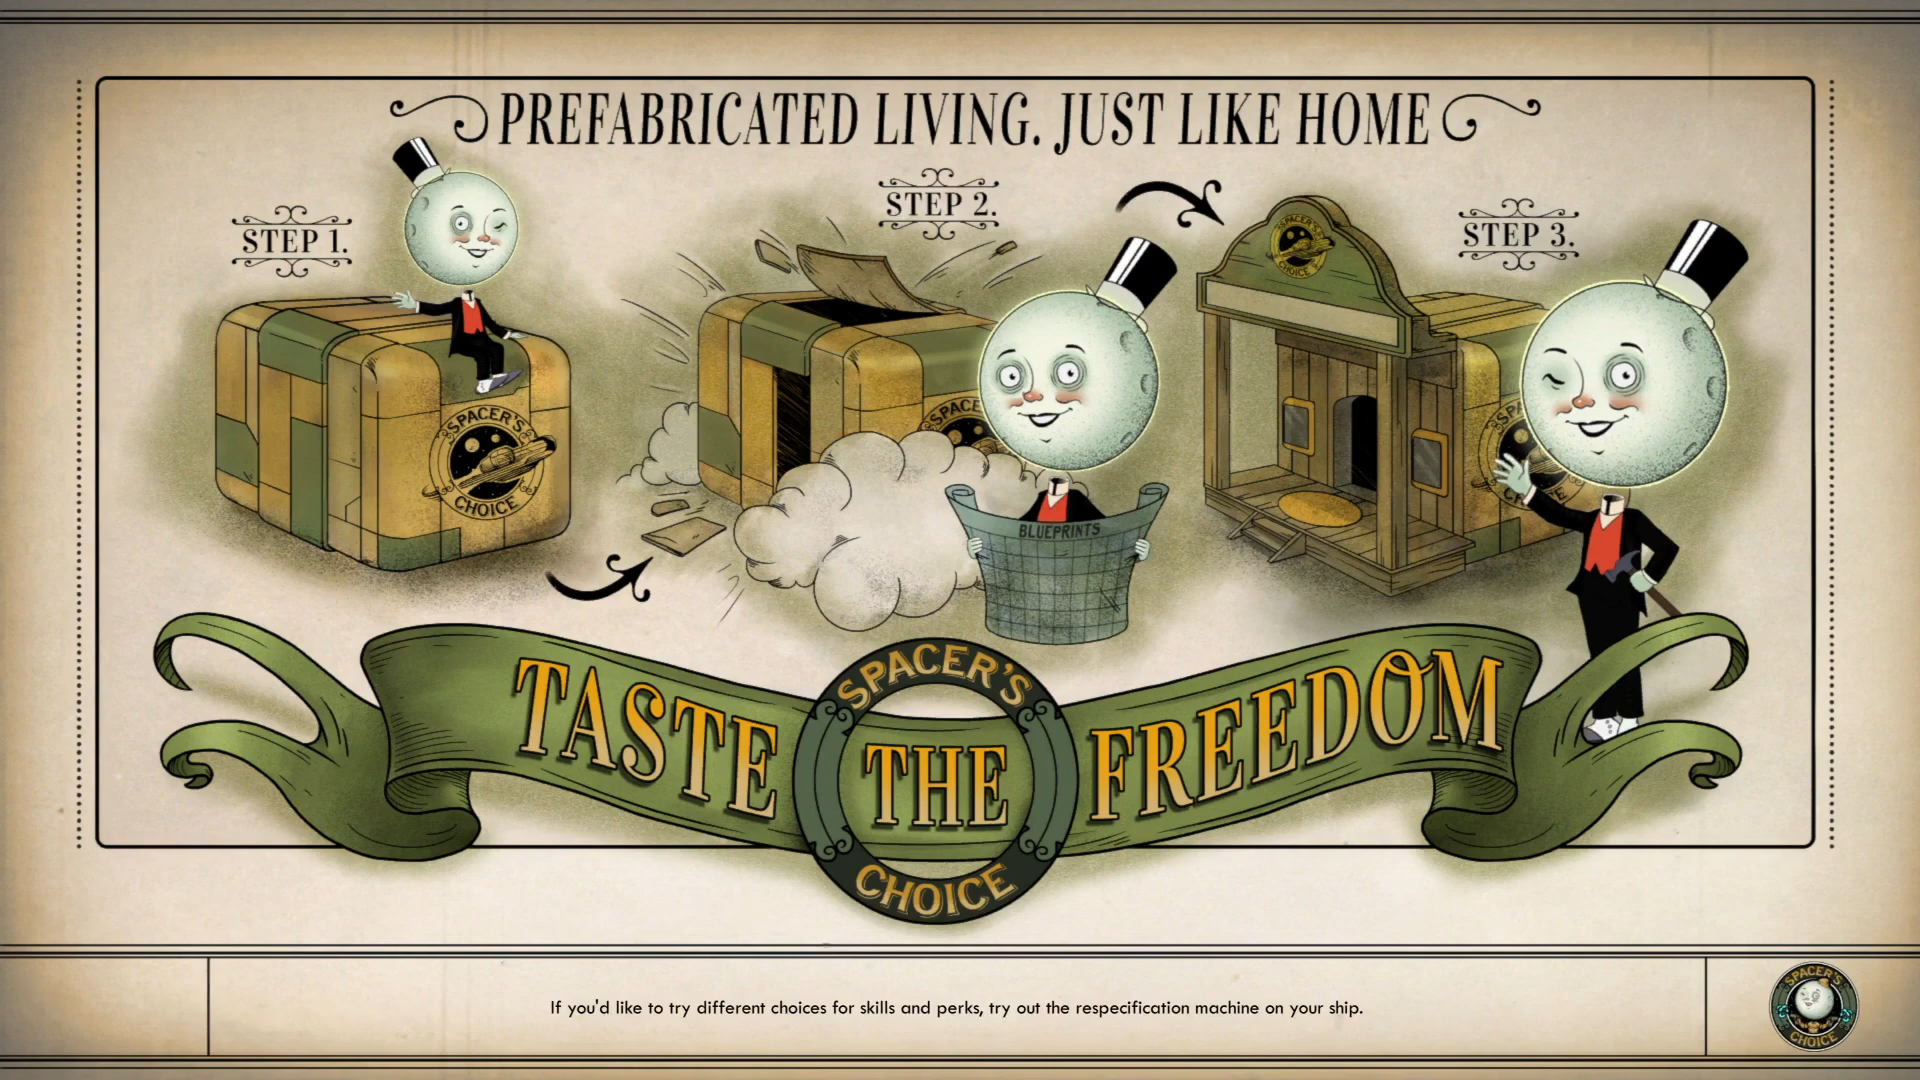 PREFABRICATED LIVING. JUST LIKE HOME
STEP 1.
STEP 2.
STEP 3.
SPACER'S
CHOICE
SPACE
BLUEPRINTS
SPACER'S
CHOICE
TASTE THE FREEDOM
SPACER'S
CHOICE
If you'd like to try different choices for skills and perks, try out the respecification machine on your ship.
SPACER'S
CHOICE